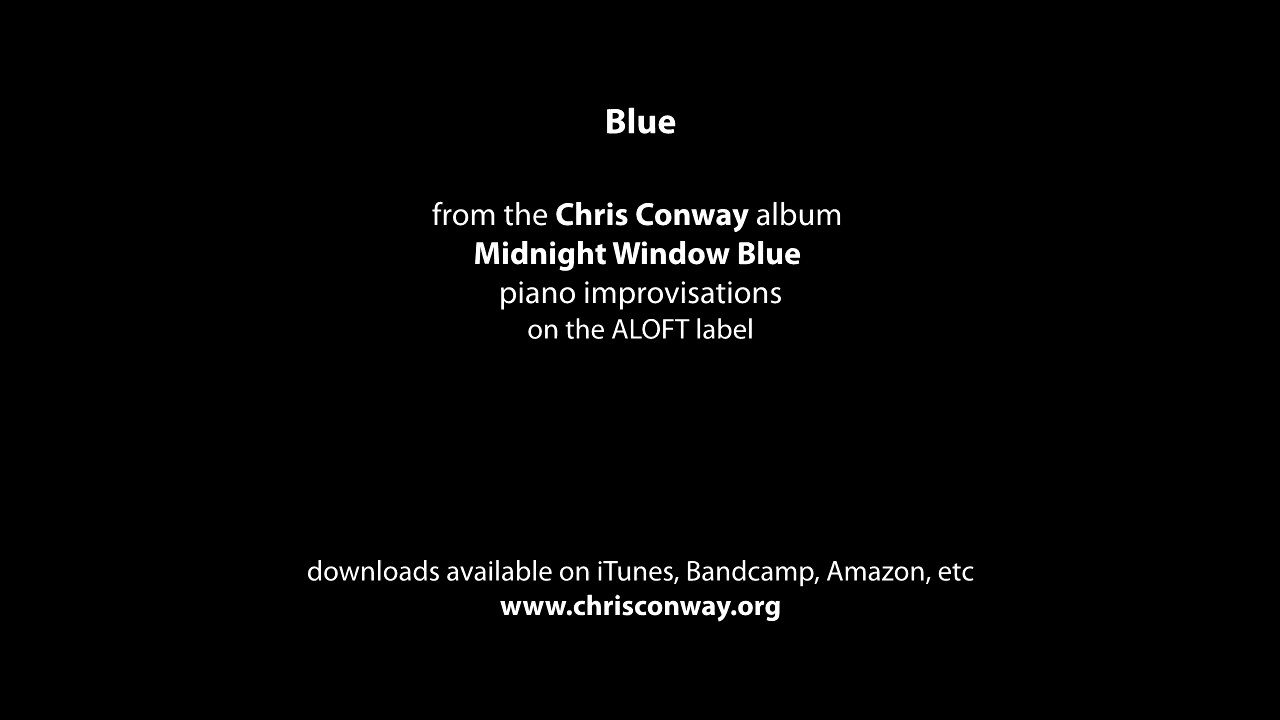 Blue
from the Chris Conway album
Midnight Window Blue
piano improvisations
on the ALOFT label
downloads available on iTunes, Bandcamp, Amazon, etc
www.chrisconway.org